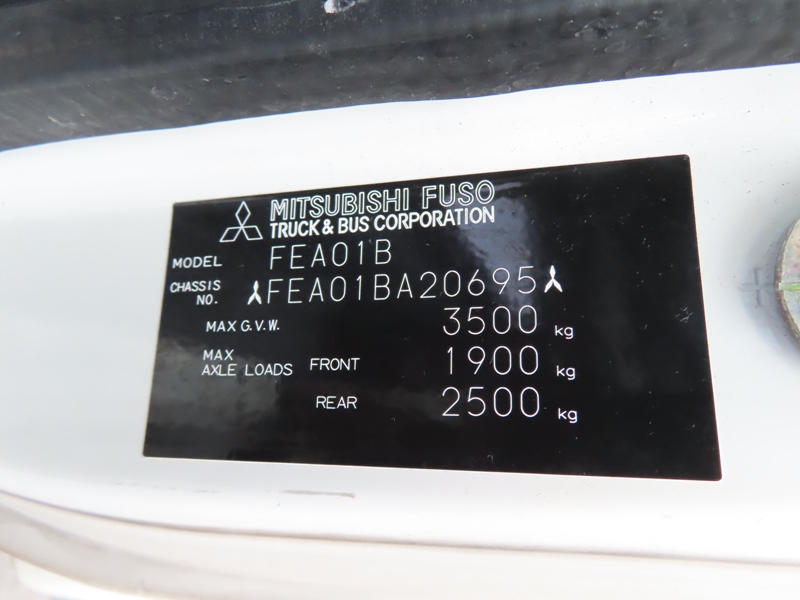 MITSUBISHI FUSO
TRUCK & BUS CORPORATION
MODEL FEA01B
CHASSIS NO. FEA01BA20695
MAX G.V.W. 3500 kg
MAX AXLE LOADS FRONT 1900 kg
REAR 2500 kg